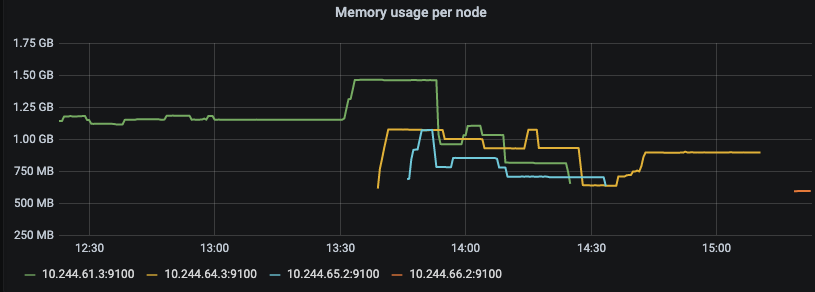 Memory usage per node
1.75 GB
1.50 GB
1.25 GB
1.00 GB
750 MB
500 MB
250 MB
12:30 13:00 13:30 14:00 14:30 15:00
10.244.61.3:9100 10.244.64.3:9100 10.244.65.2:9100 10.244.66.2:9100